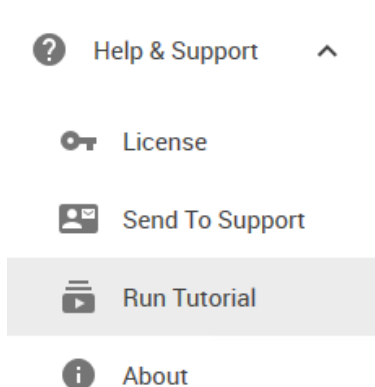 Help & Support
License
Send To Support
Run Tutorial
About